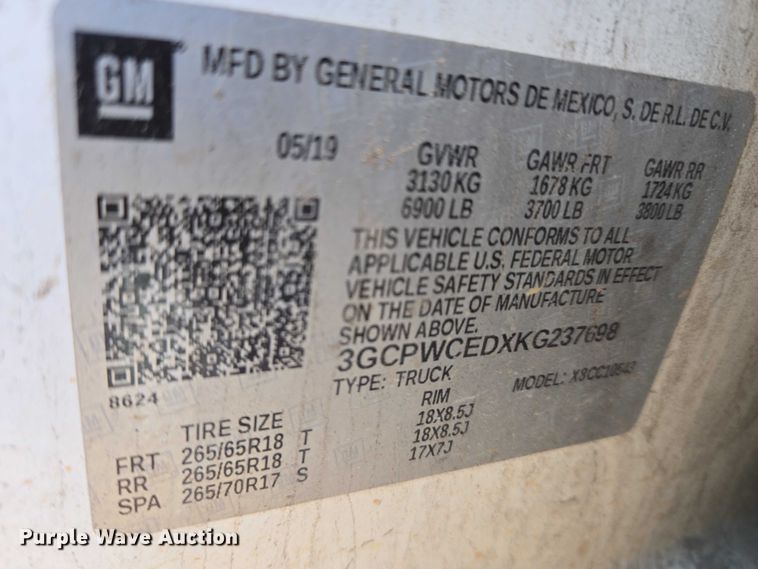 GM
MFD BY GENERAL MOTORS DE MEXICO, S. DE R.L. DE C.V.
05/19 GVWR GAWR FRT GAWR RR
3130 KG 1678 KG 1724 KG
6900 LB 3700 LB 3800 LB
THIS VEHICLE CONFORMS TO ALL
APPLICABLE U.S. FEDERAL MOTOR
VEHICLE SAFETY STANDARDS IN EFFECT
ON THE DATE OF MANUFACTURE
SHOWN ABOVE.
3GCPWCEDXKG237698
8624 TYPE: TRUCK MODEL:
TIRE SIZE RIM
FRT 265/65R18 T 18X8.5J
RR 265/65R18 T 18X8.5J
SPA 265/70R17 S 17X7J
Purple Wave Auction